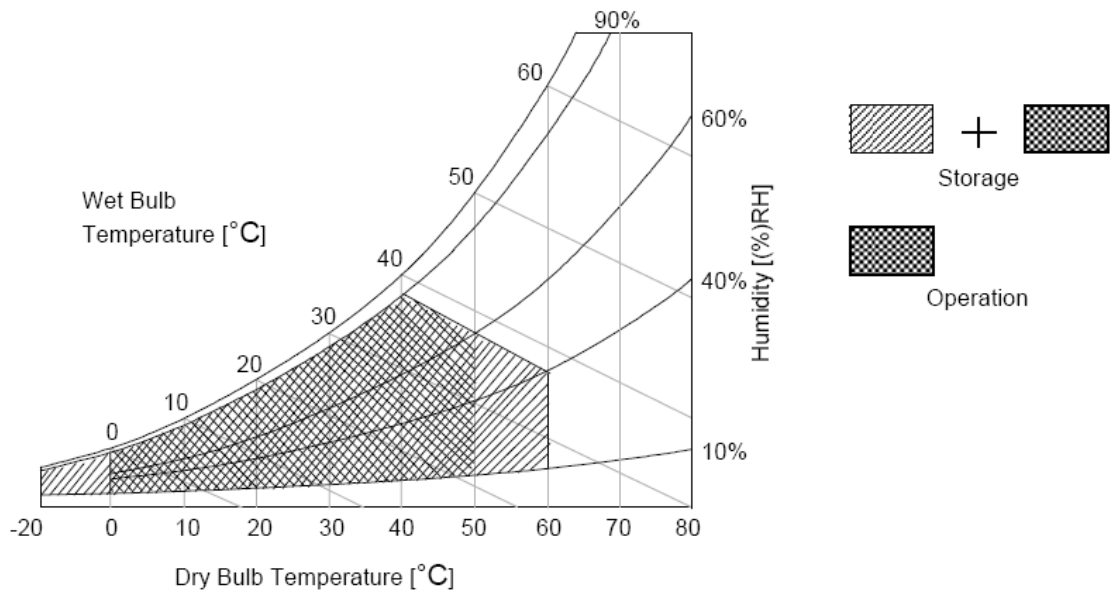 90%
60
60%
50
Wet Bulb
Temperature [°C]
40
40%
30
20
10
0
10%
Humidity [(%)RH]
-20 0 10 20 30 40 50 60 70 80
Dry Bulb Temperature [°C]
+
Storage
Operation